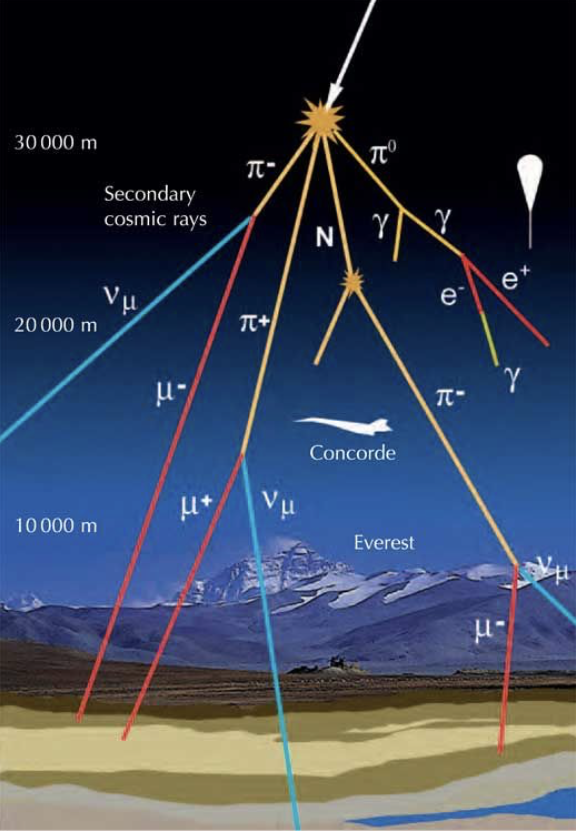 30 000 m
π-
π⁰
Secondary
cosmic rays
N
γ
γ
νμ
20 000 m
π+
e-
e+
γ
μ-
π-
Concorde
10 000 m
μ+
νμ
Everest
νμ
μ-